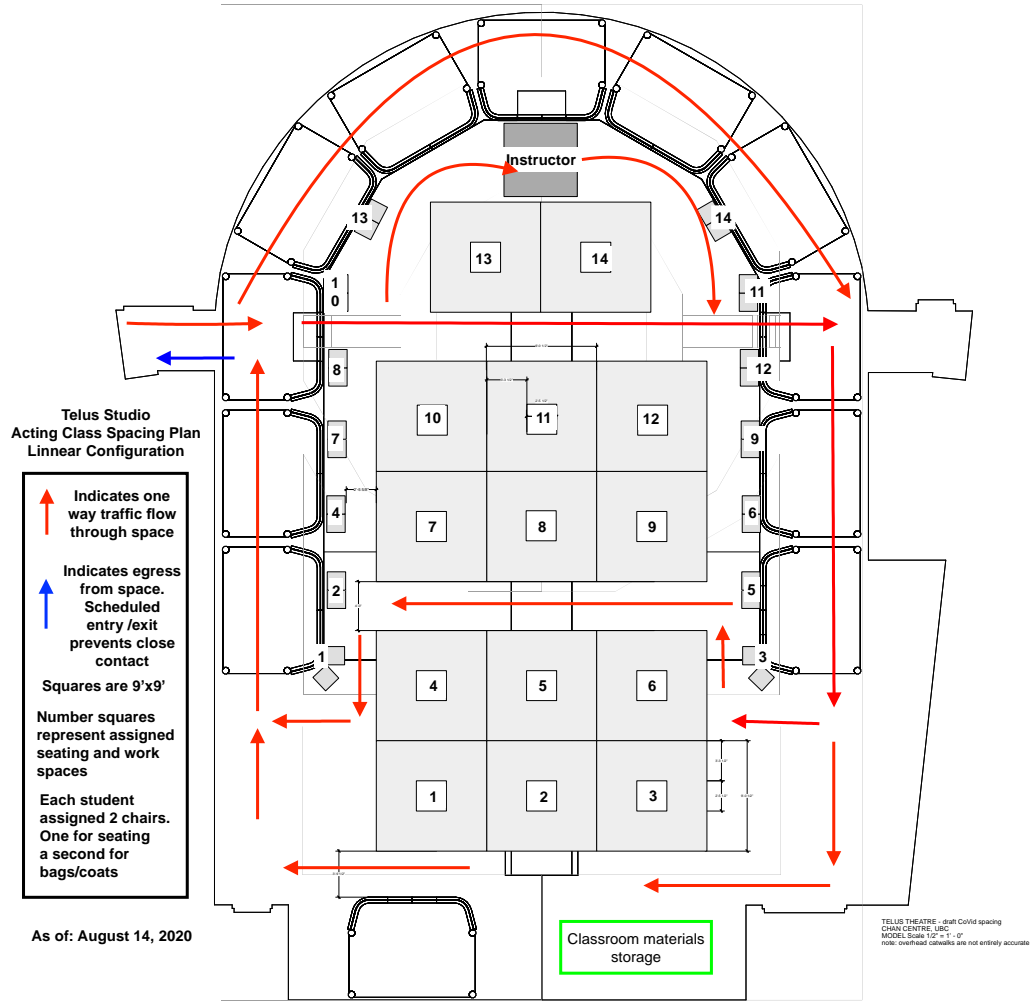 Instructor
13
14
13
14
1
0
11
8
12
10
11
12
7
9
4
6
7
8
9
2
5
1
3
4
5
6
1
2
3
Telus Studio
Acting Class Spacing Plan
Linnear Configuration
Indicates one
way traffic flow
through space
Indicates egress
from space.
Scheduled
entry /exit
prevents close
contact
Squares are 9'x9'
Number squares
represent assigned
seating and work
spaces
Each student
assigned 2 chairs.
One for seating
a second for
bags/coats
As of: August 14, 2020
Classroom materials
storage
TELUS THEATRE - draft CoVid spacing
CHAN CENTRE, UBC
MODEL Scale 1/2" = 1' - 0"
note: overhead catwalks are not entirely accurate